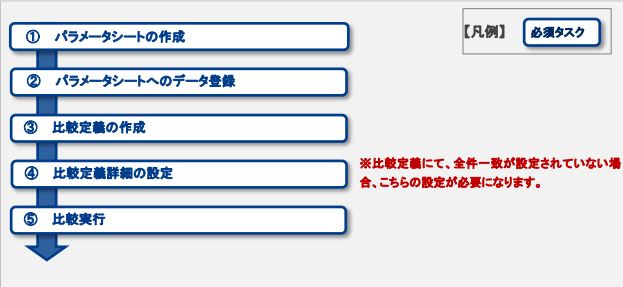 【凡例】 必須タスク
① パラメータシートの作成
② パラメータシートへのデータ登録
③ 比較定義の作成
④ 比較定義詳細の設定
※比較定義にて、全件一致が設定されていない場
合、こちらの設定が必要になります。
⑤ 比較実行